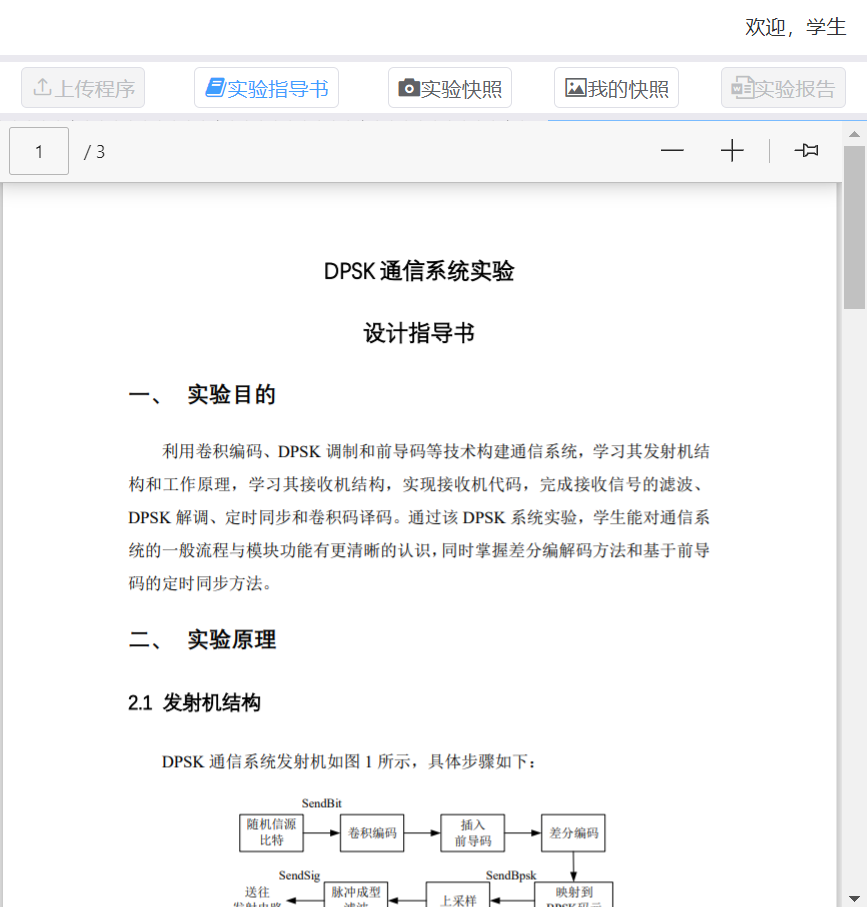 欢迎，学生
上传程序 实验指导书 实验快照 我的快照 实验报告
1 / 3
DPSK 通信系统实验
设计指导书
一、 实验目的
利用卷积编码、DPSK 调制和前导码等技术构建通信系统，学习其发射机结
构和工作原理，学习其接收机结构，实现接收机代码，完成接收信号的滤波、
DPSK 解调、定时同步和卷积码译码。通过该 DPSK 系统实验，学生能对通信系
统的一般流程与模块功能有更清晰的认识，同时掌握差分编解码方法和基于前导
码的定时同步方法。
二、 实验原理
2.1 发射机结构
DPSK 通信系统发射机如图 1 所示，具体步骤如下：
SendBit
随机信源
比特
卷积编码
插入
前导码
差分编码
SendSig
SendBpsk
送往
脉冲成型
上采样
映射到